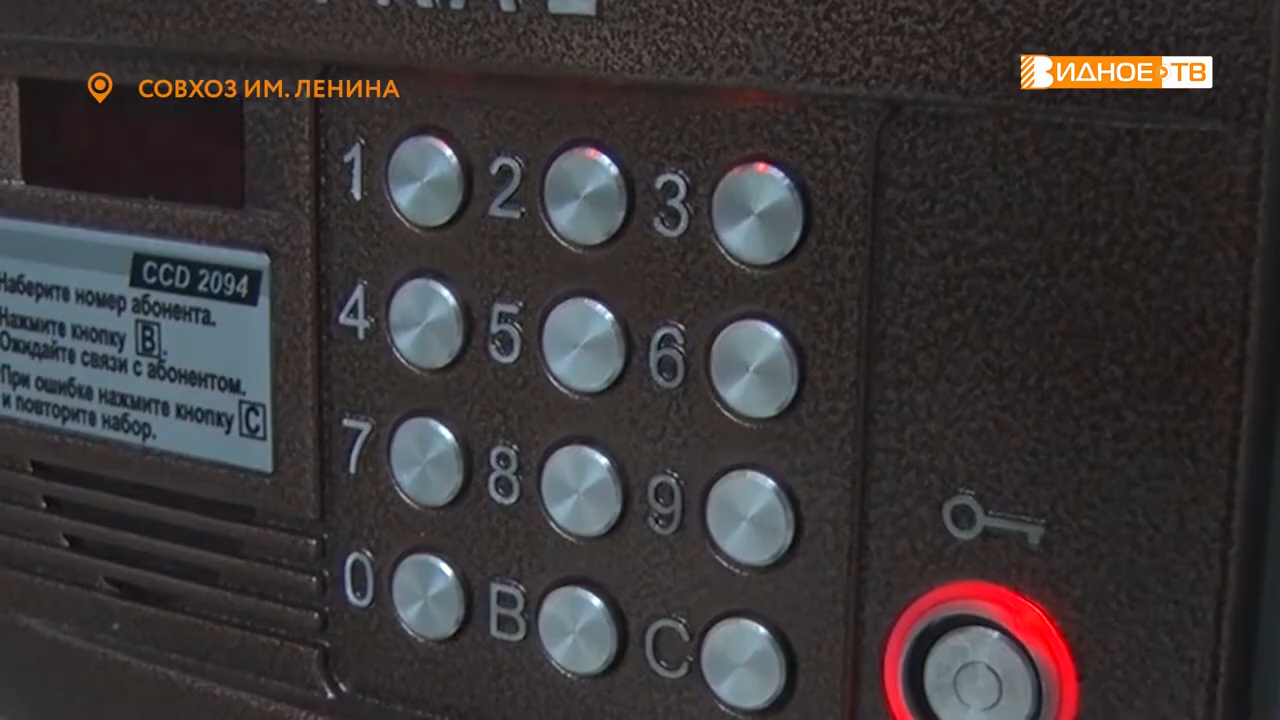 СОВХОЗ ИМ. ЛЕНИНА
ВИДНОЕ ТВ
1 2 3
CCD 2094
Наберите номер абонента.
Нажмите кнопку B.
Ожидайте связи с абонентом.
При ошибке нажмите кнопку C
и повторите набор.
4 5 6
7 8 9
0 B C